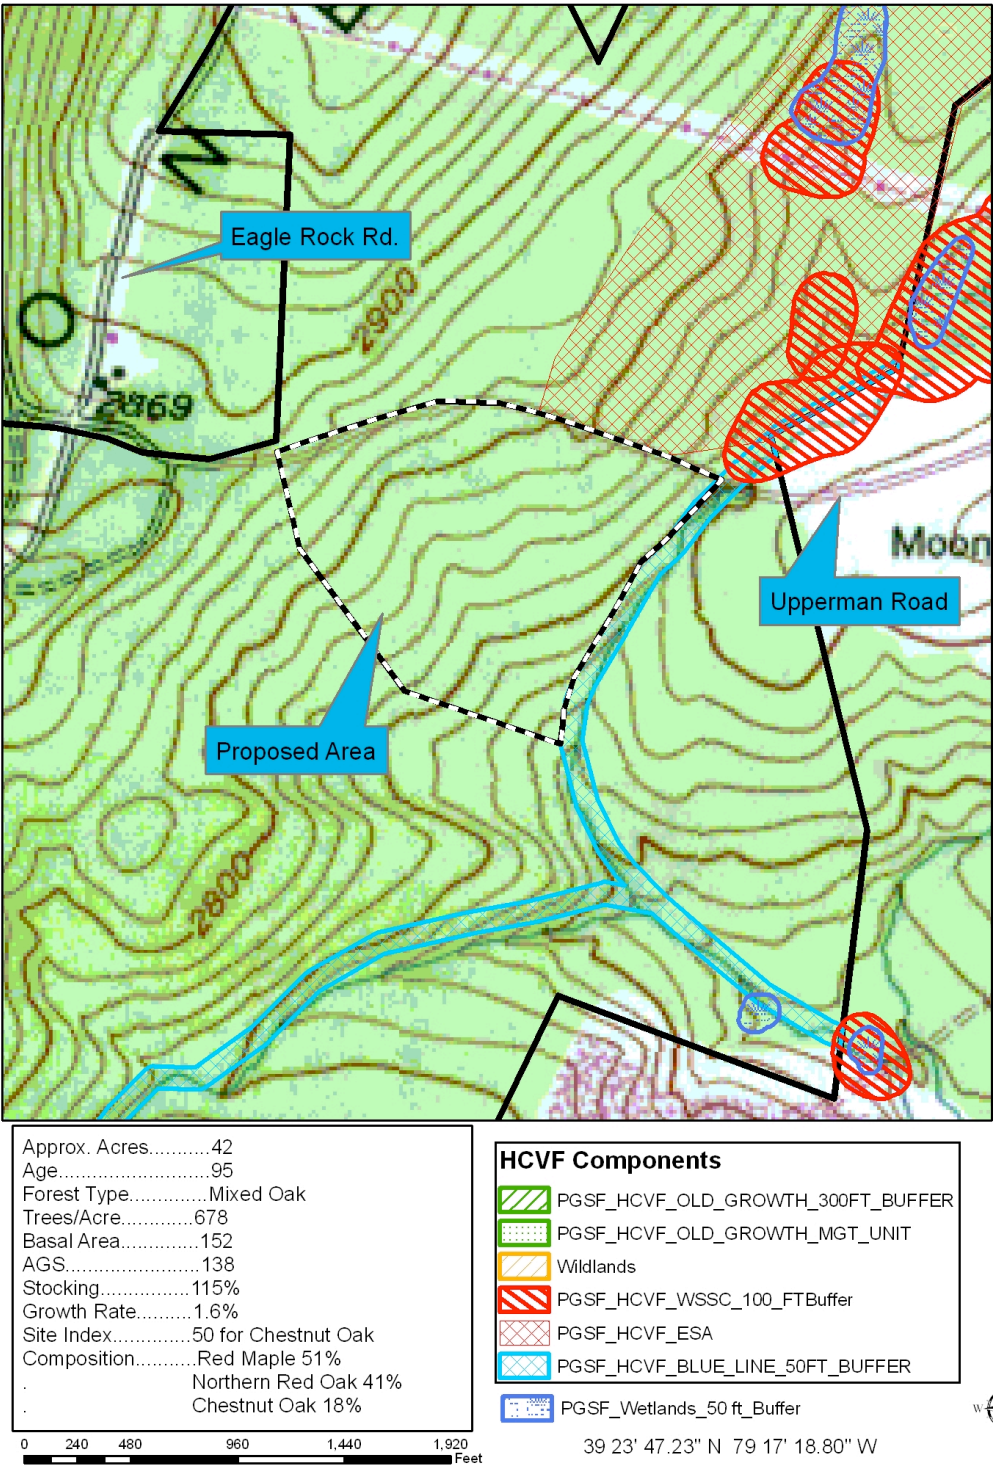 Eagle Rock Rd.
2900
2869
Moon
Upperman Road
Proposed Area
2800
Approx. Acres...........42
Age...........................95
Forest Type..............Mixed Oak
Trees/Acre.............678
Basal Area..............152
AGS.........................138
Stocking................115%
Growth Rate..........1.6%
Site Index..............50 for Chestnut Oak
Composition...........Red Maple 51%
. Northern Red Oak 41%
. Chestnut Oak 18%
HCVF Components
PGSF_HCVF_OLD_GROWTH_300FT_BUFFER
PGSF_HCVF_OLD_GROWTH_MGT_UNIT
Wildlands
PGSF_HCVF_WSSC_100_FTBuffer
PGSF_HCVF_ESA
PGSF_HCVF_BLUE_LINE_50FT_BUFFER
PGSF_Wetlands_50 ft_Buffer
W
39 23' 47.23" N 79 17' 18.80" W
0 240 480 960 1,440 1,920
Feet